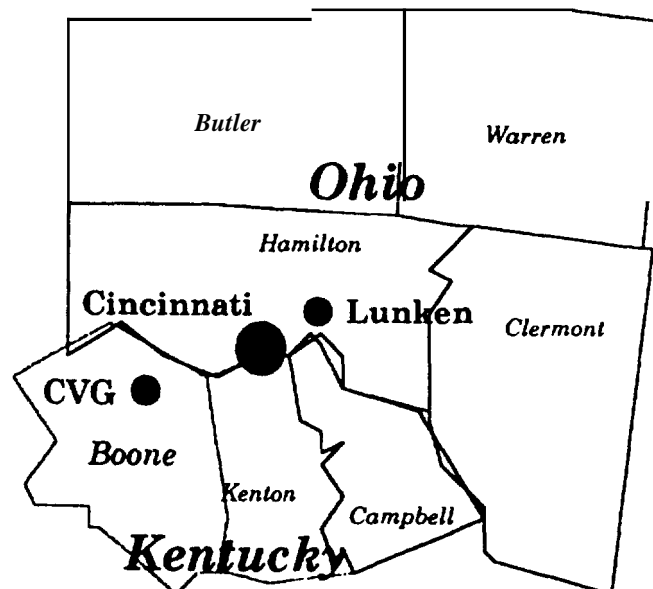 Butler
Warren
Ohio
Hamilton
Cincinnati
Lunken
Clermont
CVG
Boone
Kenton
Campbell
Kentucky